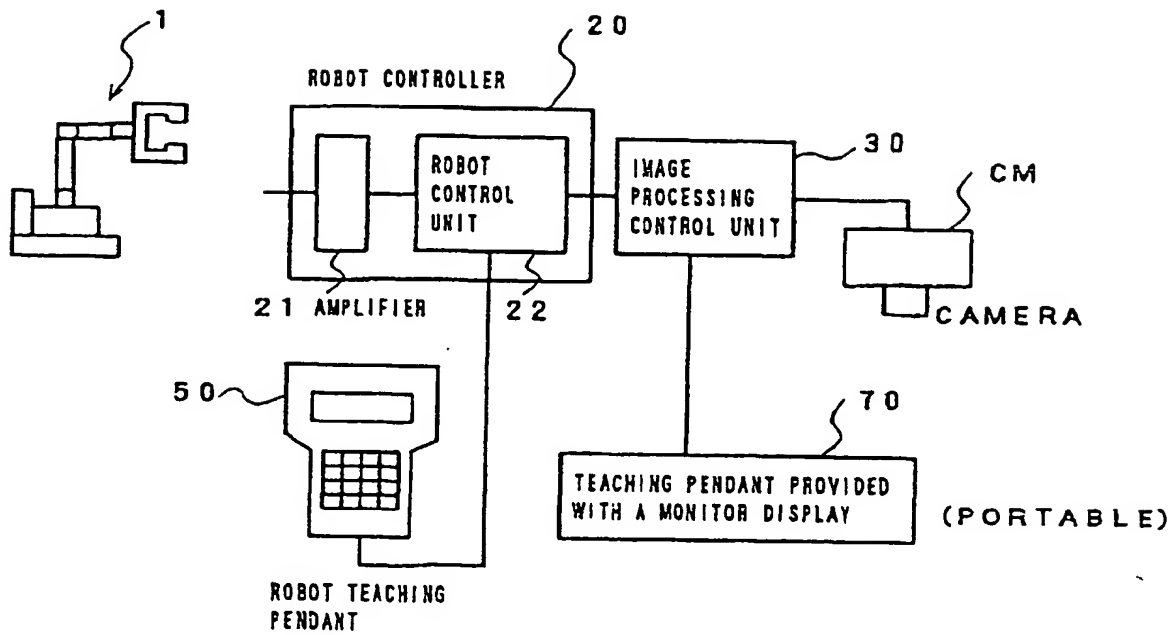 1
20
ROBOT CONTROLLER
ROBOT
CONTROL
UNIT
IMAGE
PROCESSING
CONTROL UNIT
30
CM
21 AMPLIFIER
22
CAMERA
50
70
TEACHING PENDANT PROVIDED
WITH A MONITOR DISPLAY
(PORTABLE)
ROBOT TEACHING
PENDANT